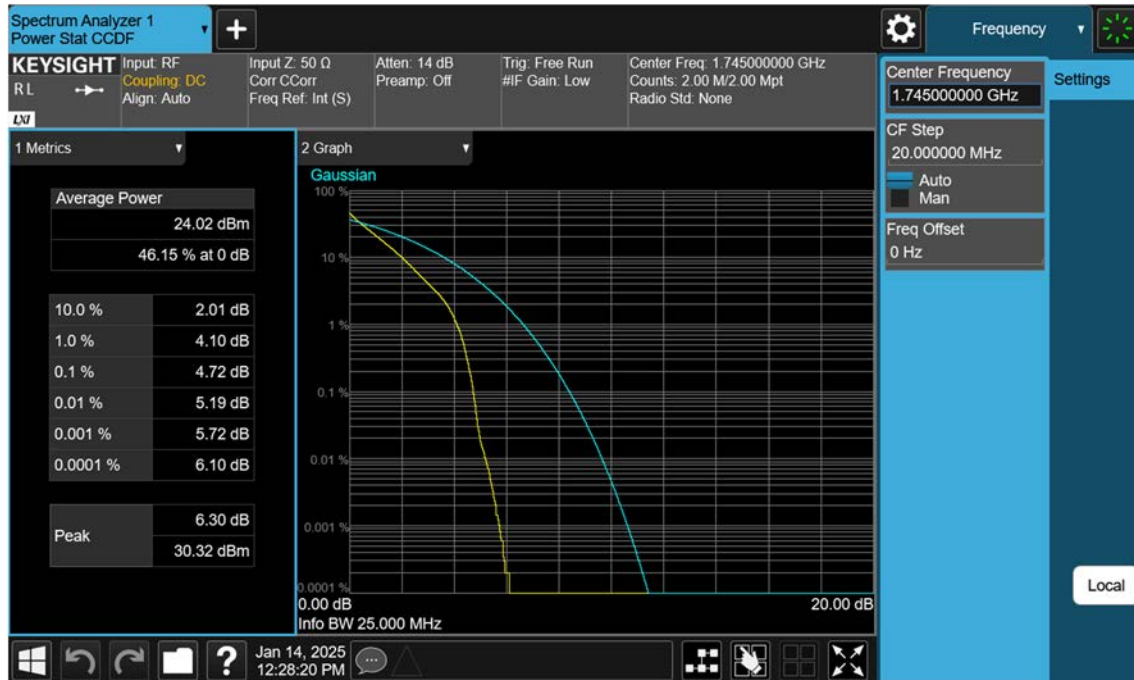 Spectrum Analyzer 1
Power Stat CCDF
Frequency
KEYSIGHT
R L
LXI
Input: RF
Coupling: DC
Align: Auto
Input Z: 50 Ω
Corr CCorr
Freq Ref: Int (S)
Atten: 14 dB
Preamp: Off
Trig: Free Run
#IF Gain: Low
Center Freq: 1.745000000 GHz
Counts: 2.00 M/2.00 Mpt
Radio Std: None
1 Metrics
Average Power
24.02 dBm
46.15 % at 0 dB
10.0 % 2.01 dB
1.0 % 4.10 dB
0.1 % 4.72 dB
0.01 % 5.19 dB
0.001 % 5.72 dB
0.0001 % 6.10 dB
Peak
6.30 dB
30.32 dBm
2 Graph
Gaussian
100 %
10 %
1 %
0.1 %
0.01 %
0.001 %
0.0001 %
0.00 dB 20.00 dB
Info BW 25.000 MHz
Center Frequency
1.745000000 GHz
CF Step
20.000000 MHz
Auto
Man
Freq Offset
0 Hz
Settings
Local
?
Jan 14, 2025
12:28:20 PM